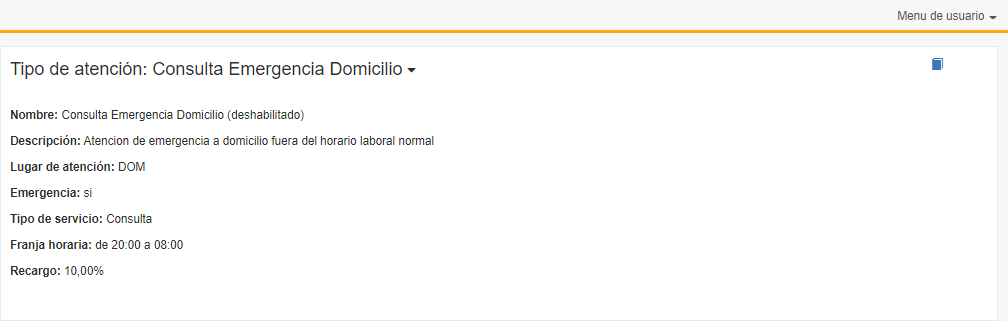 Menu de usuario
Tipo de atención: Consulta Emergencia Domicilio
Nombre: Consulta Emergencia Domicilio (deshabilitado)
Descripción: Atencion de emergencia a domicilio fuera del horario laboral normal
Lugar de atención: DOM
Emergencia: si
Tipo de servicio: Consulta
Franja horaria: de 20:00 a 08:00
Recargo: 10,00%